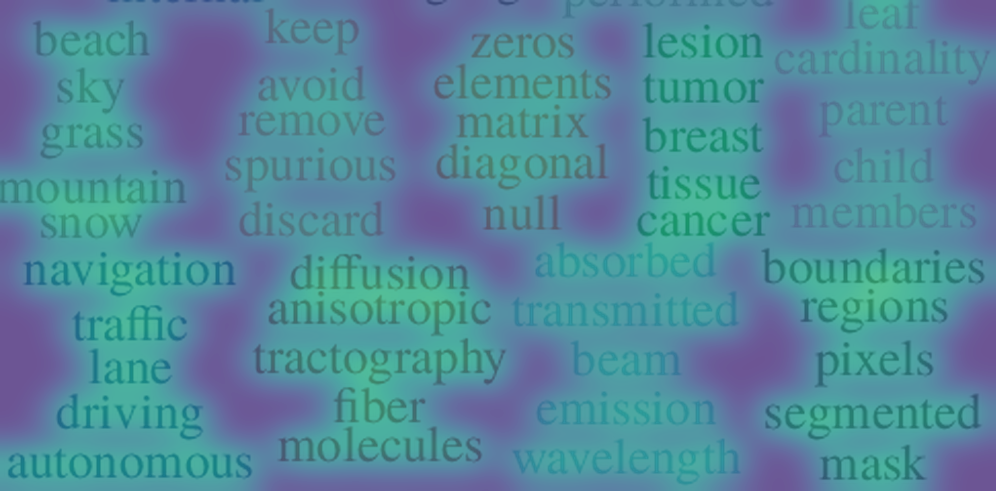 performed
beach
sky
grass
mountain
snow
keep
avoid
remove
spurious
discard
zeros
elements
matrix
diagonal
null
lesion
tumor
breast
tissue
cancer
leaf
cardinality
parent
child
members
navigation
traffic
lane
driving
autonomous
diffusion
anisotropic
tractography
fiber
molecules
absorbed
transmitted
beam
emission
wavelength
boundaries
regions
pixels
segmented
mask